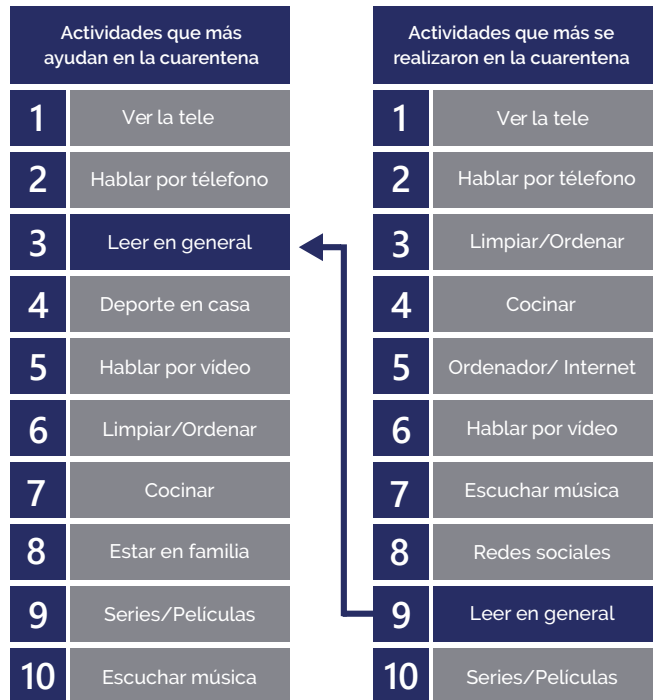 Actividades que más
ayudan en la cuarentena
1 Ver la tele
2 Hablar por télefono
3 Leer en general
4 Deporte en casa
5 Hablar por vídeo
6 Limpiar/Ordenar
7 Cocinar
8 Estar en familia
9 Series/Películas
10 Escuchar música
Actividades que más se
realizaron en la cuarentena
1 Ver la tele
2 Hablar por télefono
3 Limpiar/Ordenar
4 Cocinar
5 Ordenador/ Internet
6 Hablar por vídeo
7 Escuchar música
8 Redes sociales
9 Leer en general
10 Series/Películas